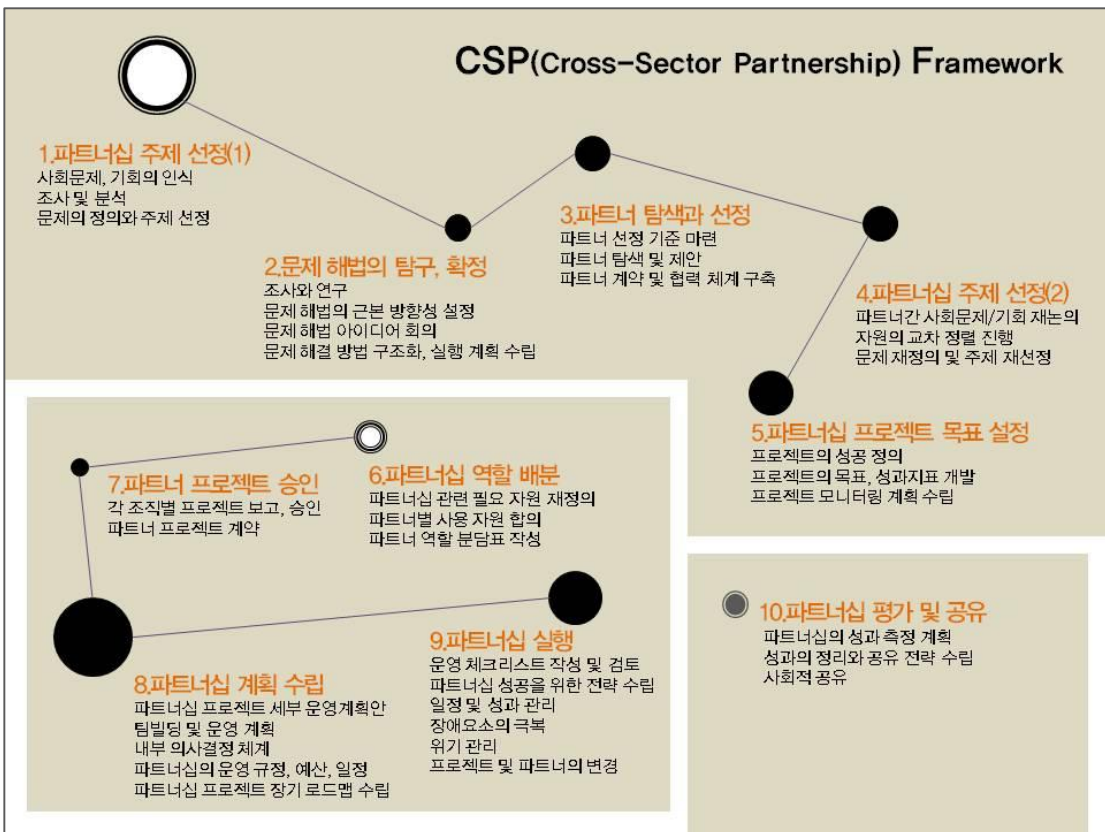 CSP(Cross-Sector Partnership) Framework
1.파트너십 주제 선정(1)
사회문제, 기회의 인식
조사 및 분석
문제의 정의와 주제 선정
2.문제 해법의 탐구, 확정
조사와 연구
문제 해법의 근본 방향성 설정
문제 해법 아이디어 회의
문제 해결 방법 구조화, 실행 계획 수립
3.파트너 탐색과 선정
파트너 선정 기준 마련
파트너 탐색 및 제안
파트너 계약 및 협력 체계 구축
4.파트너십 주제 선정(2)
파트너간 사회문제/기회 재논의
자원의 교차 정렬 진행
문제 재정의 및 주제 재선정
5.파트너십 프로젝트 목표 설정
프로젝트의 성공 정의
프로젝트의 목표, 성과지표 개발
프로젝트 모니터링 계획 수립
6.파트너십 역할 배분
파트너십 관련 필요 자원 재정의
파트너별 사용 자원 합의
파트너 역할 분담표 작성
7.파트너 프로젝트 승인
각 조직별 프로젝트 보고, 승인
파트너 프로젝트 계약
8.파트너십 계획 수립
파트너십 프로젝트 세부 운영계획안
팀빌딩 및 운영 계획
내부 의사결정 체계
파트너십의 운영 규정, 예산, 일정
파트너십 프로젝트 장기 로드맵 수립
9.파트너십 실행
운영 체크리스트 작성 및 검토
파트너십 성공을 위한 전략 수립
일정 및 성과 관리
장애요소의 극복
위기 관리
프로젝트 및 파트너의 변경
10.파트너십 평가 및 공유
파트너십의 성과 측정 계획
성과의 정리와 공유 전략 수립
사회적 공유